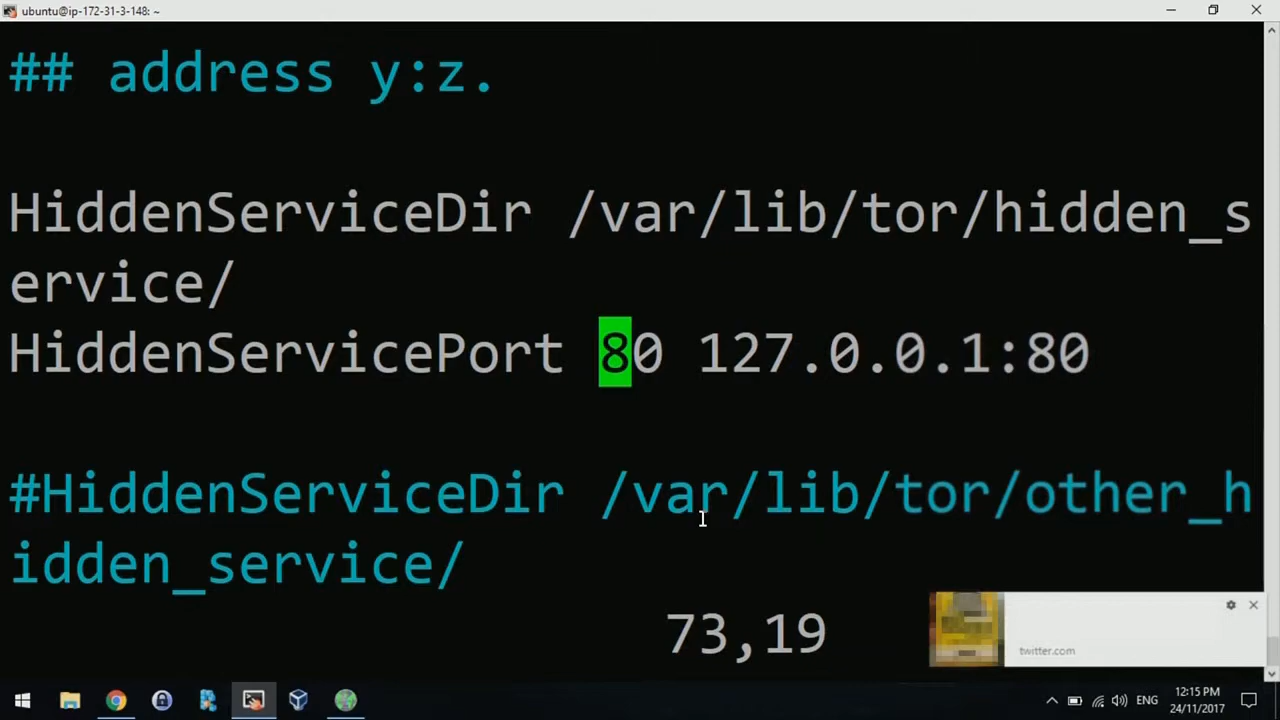 ubuntu@ip-172-31-3-148: ~
## address y:z.
HiddenServiceDir /var/lib/tor/hidden_s
ervice/
HiddenServicePort 80 127.0.0.1:80
#HiddenServiceDir /var/lib/tor/other_h
idden_service/
73,19
twitter.com
ENG
12:15 PM
24/11/2017